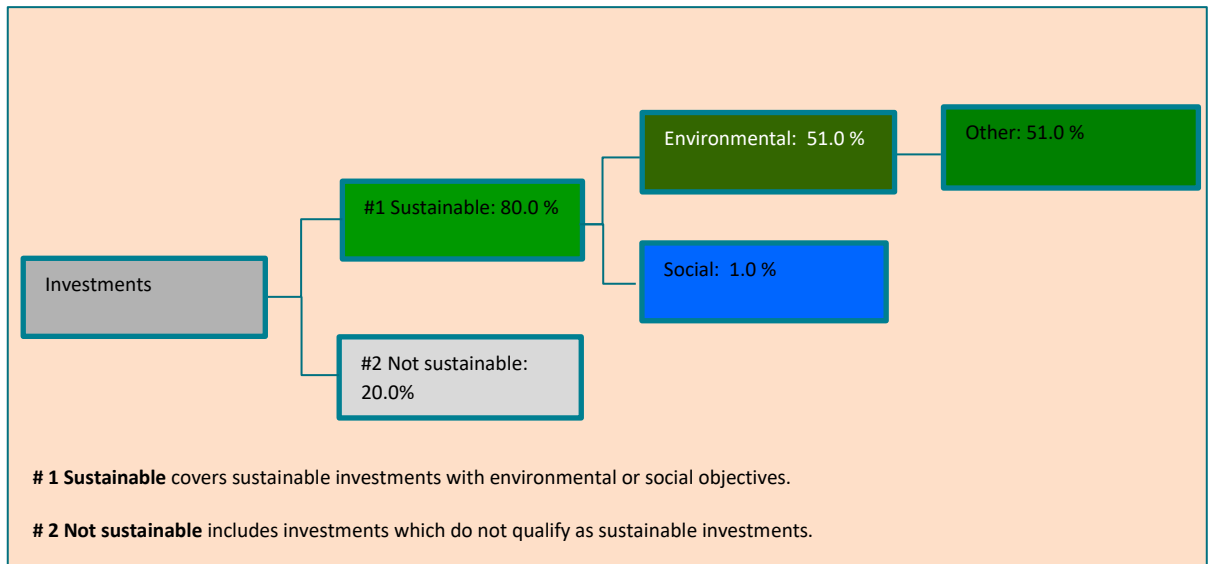 Environmental: 51.0 %
Other: 51.0 %
#1 Sustainable: 80.0 %
Social: 1.0 %
Investments
#2 Not sustainable:
20.0%
# 1 Sustainable covers sustainable investments with environmental or social objectives.
# 2 Not sustainable includes investments which do not qualify as sustainable investments.